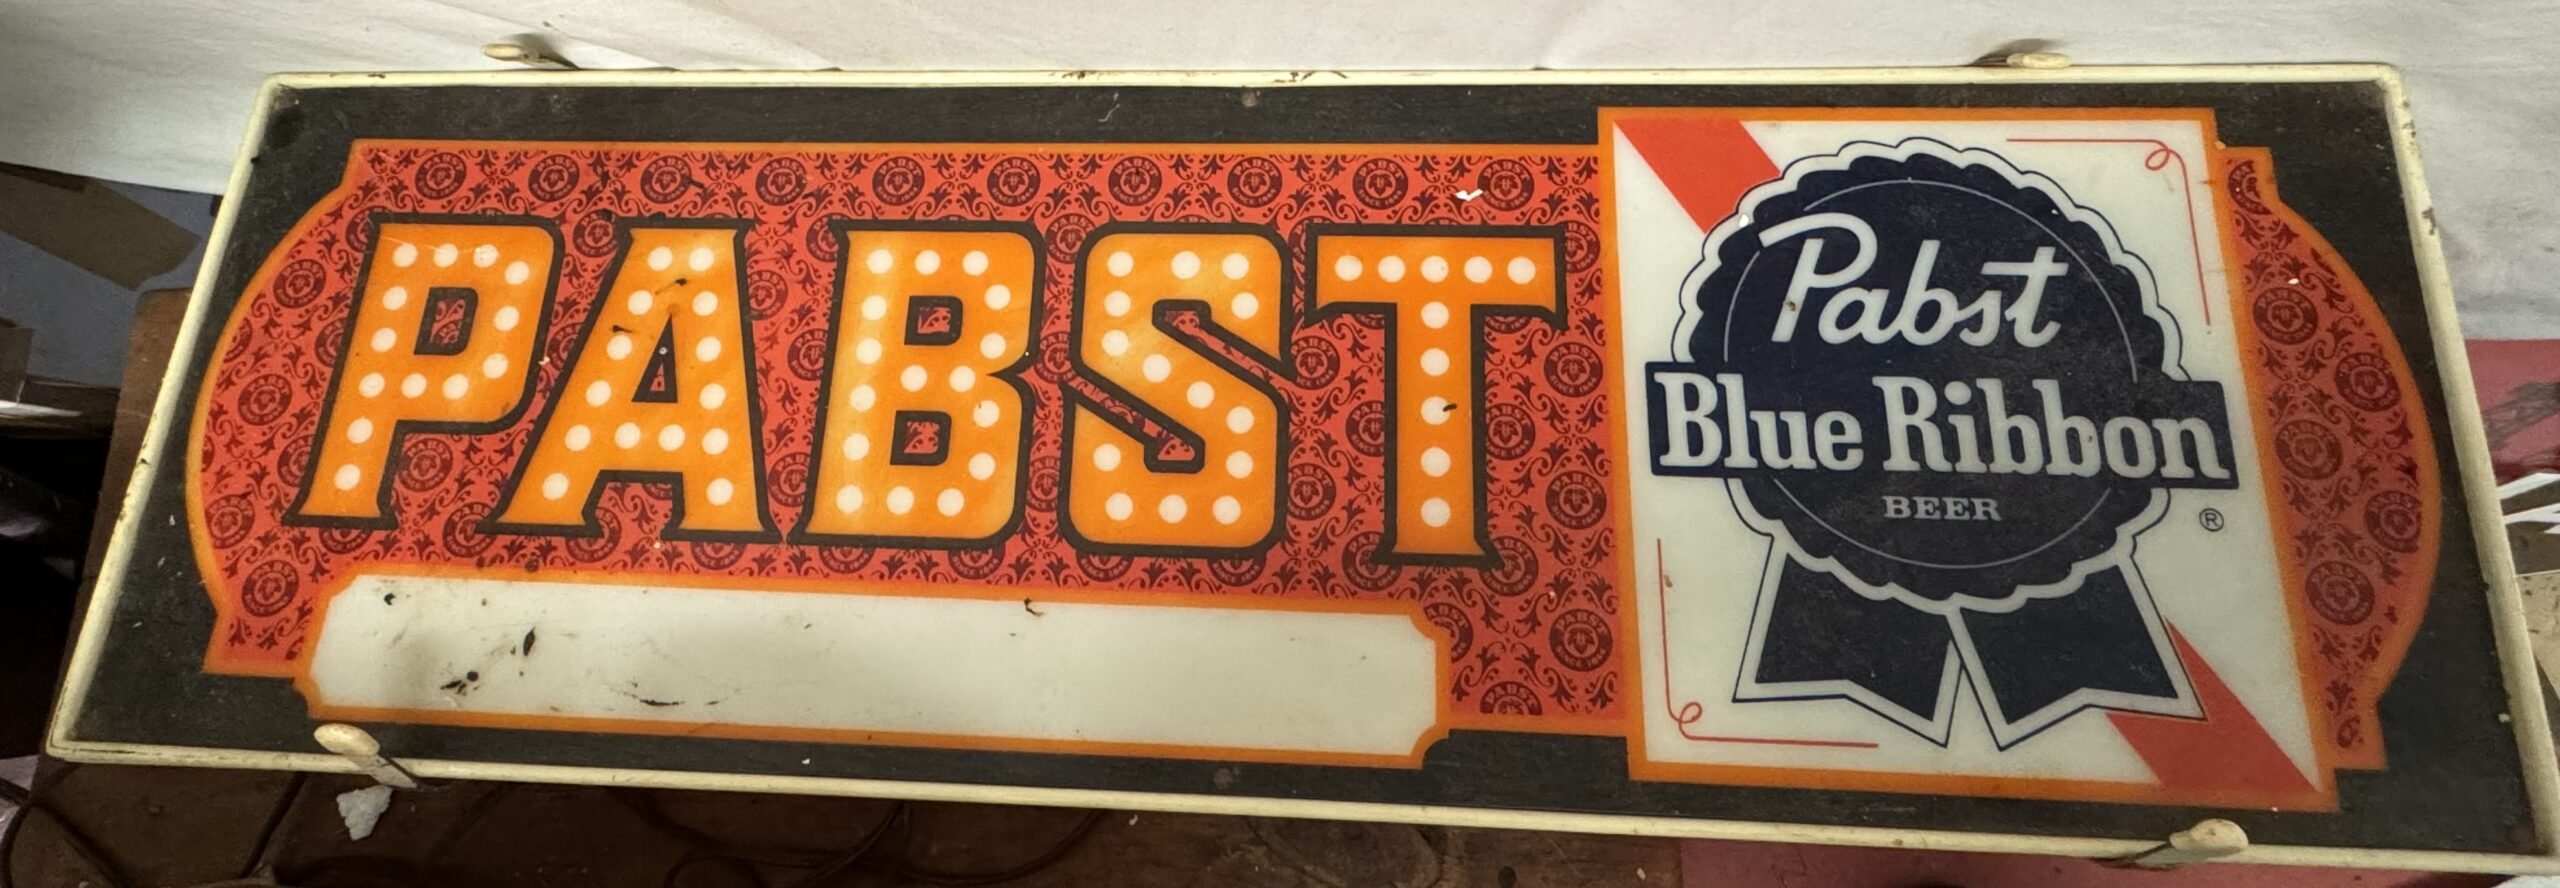 PABST
Pabst
Blue Ribbon
BEER
®